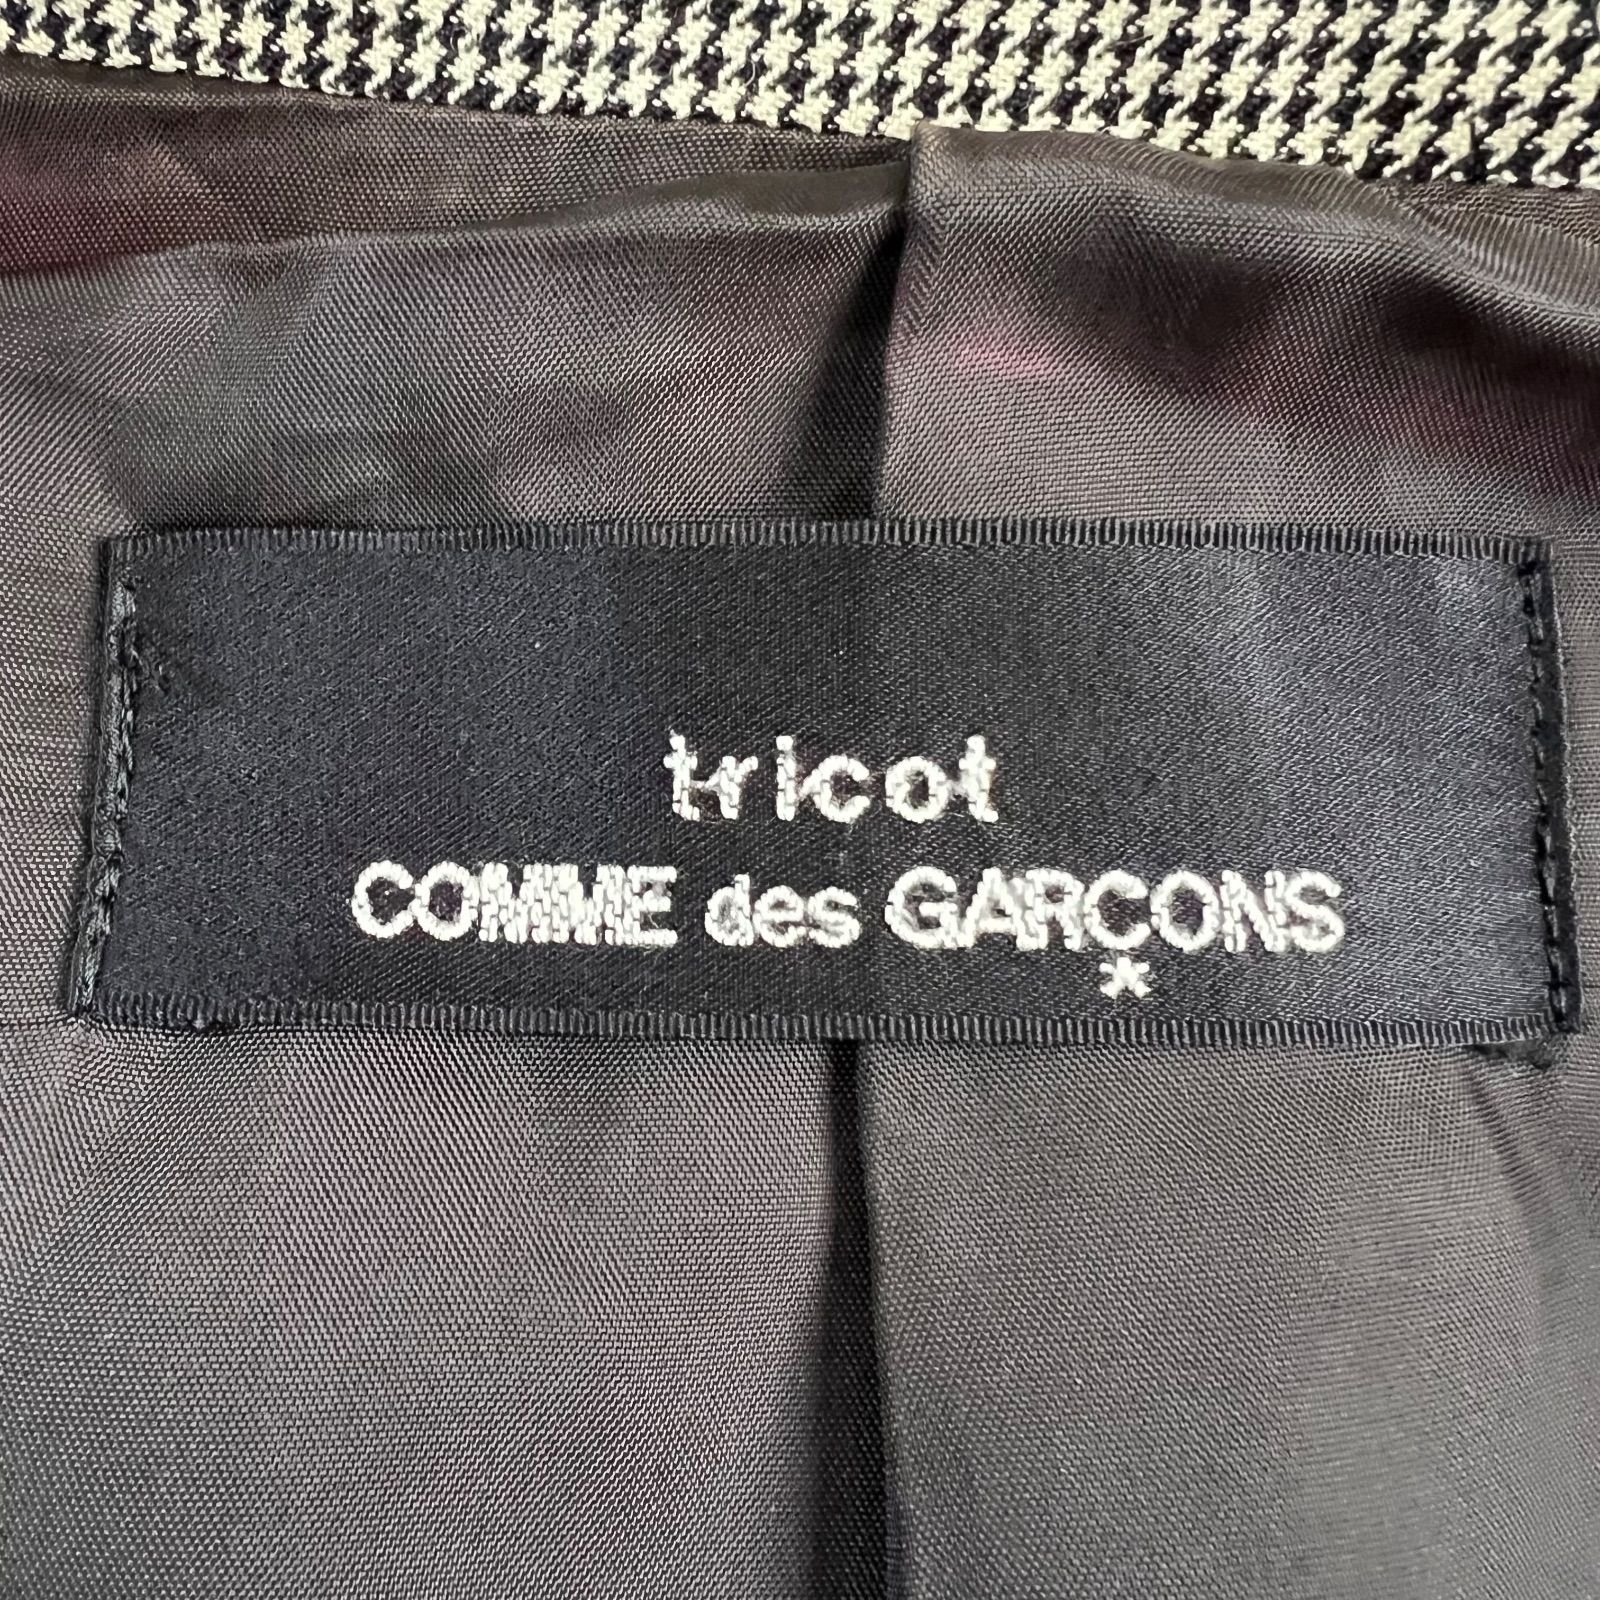 tricot
COMME des GARÇONS
*